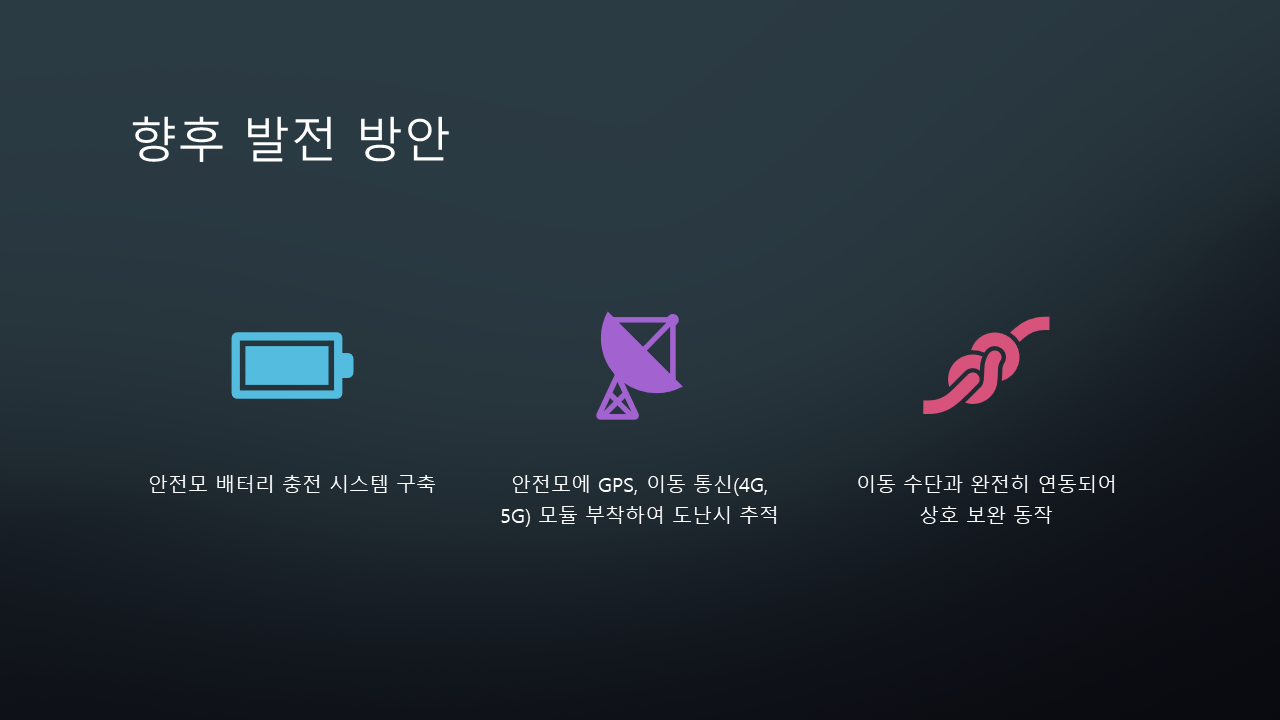 향후 발전 방안
안전모 배터리 충전 시스템 구축
안전모에 GPS, 이동 통신(4G,
5G) 모듈 부착하여 도난시 추적
이동 수단과 완전히 연동되어
상호 보완 동작